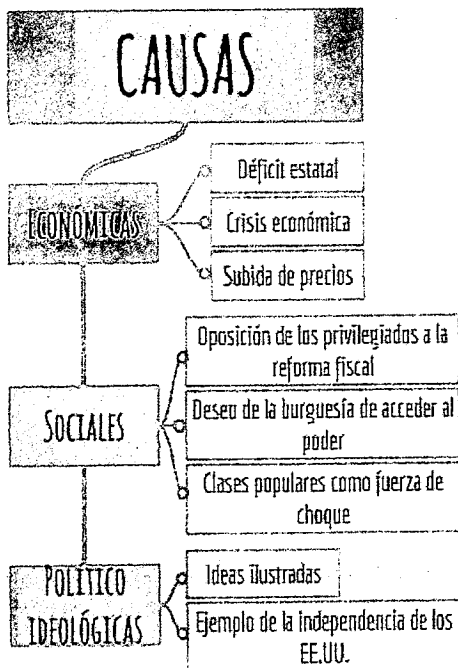 CAUSAS
ECONÓMICAS
Déficit estatal
Crisis económica
Subida de precios
SOCIALES
Oposición de los privilegiados a la
reforma fiscal
Deseo de la burguesía de acceder al
poder
Clases populares como fuerza de
choque
POLÍTICO
IDEOLÓGICAS
Ideas ilustradas
Ejemplo de la independencia de los
EE.UU.